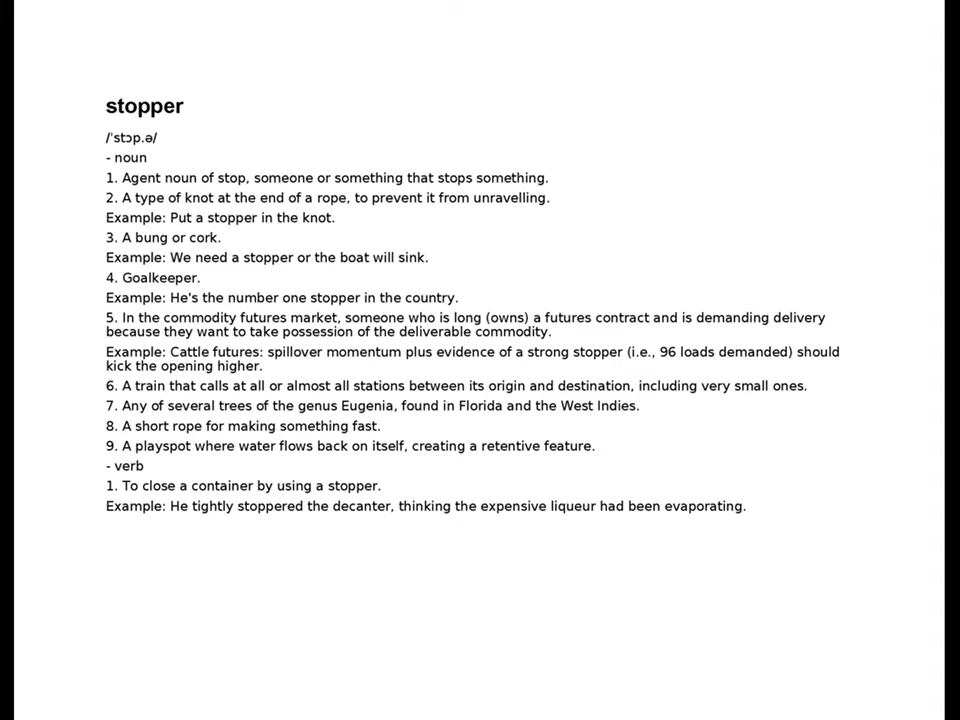 stopper
/ˈstɔp.ə/
- noun
1. Agent noun of stop, someone or something that stops something.
2. A type of knot at the end of a rope, to prevent it from unravelling.
Example: Put a stopper in the knot.
3. A bung or cork.
Example: We need a stopper or the boat will sink.
4. Goalkeeper.
Example: He's the number one stopper in the country.
5. In the commodity futures market, someone who is long (owns) a futures contract and is demanding delivery
because they want to take possession of the deliverable commodity.
Example: Cattle futures: spillover momentum plus evidence of a strong stopper (i.e., 96 loads demanded) should
kick the opening higher.
6. A train that calls at all or almost all stations between its origin and destination, including very small ones.
7. Any of several trees of the genus Eugenia, found in Florida and the West Indies.
8. A short rope for making something fast.
9. A playspot where water flows back on itself, creating a retentive feature.
- verb
1. To close a container by using a stopper.
Example: He tightly stoppered the decanter, thinking the expensive liqueur had been evaporating.